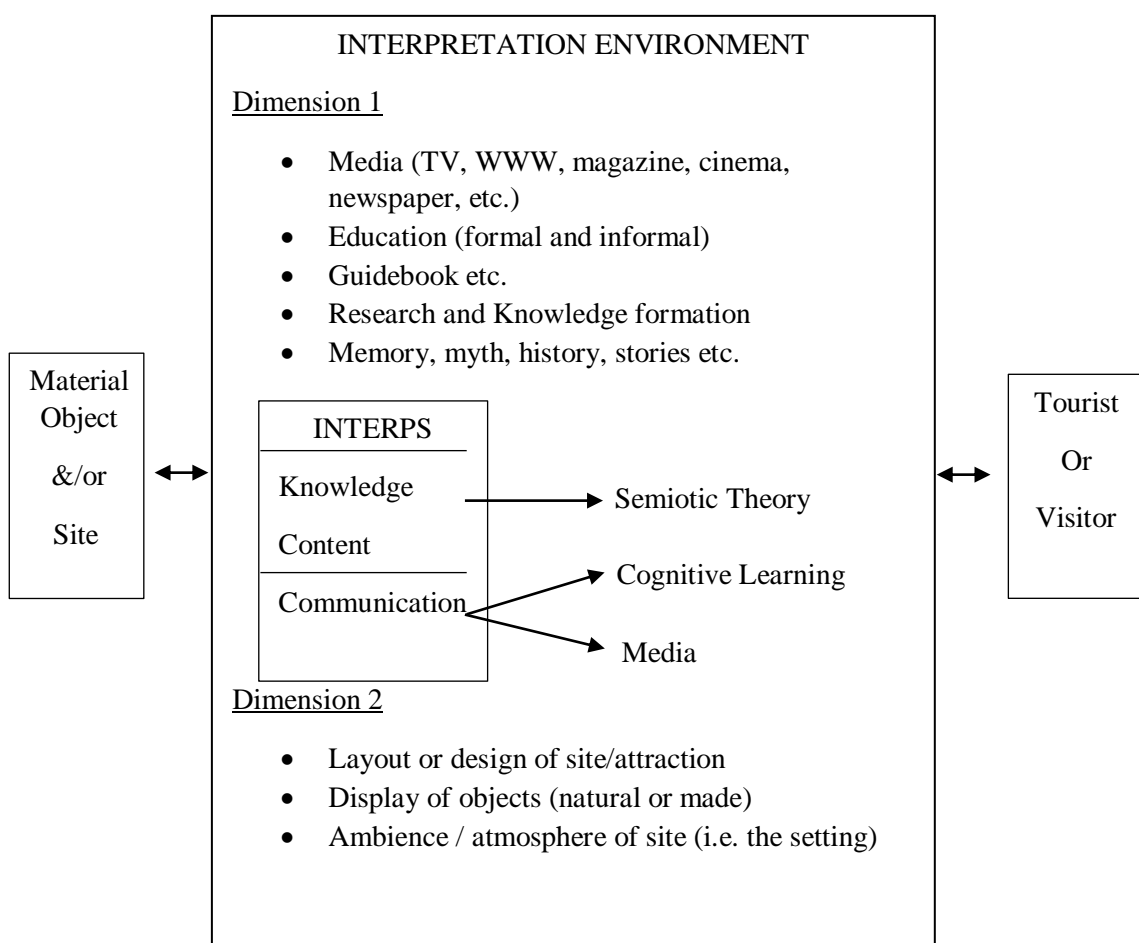 INTERPRETATION ENVIRONMENT
Dimension 1
• Media (TV, WWW, magazine, cinema,
newspaper, etc.)
• Education (formal and informal)
• Guidebook etc.
• Research and Knowledge formation
• Memory, myth, history, stories etc.
Material
Object
&/or
Site
INTERPS
Knowledge
Content
Communication
Semiotic Theory
Cognitive Learning
Media
Tourist
Or
Visitor
Dimension 2
• Layout or design of site/attraction
• Display of objects (natural or made)
• Ambience / atmosphere of site (i.e. the setting)